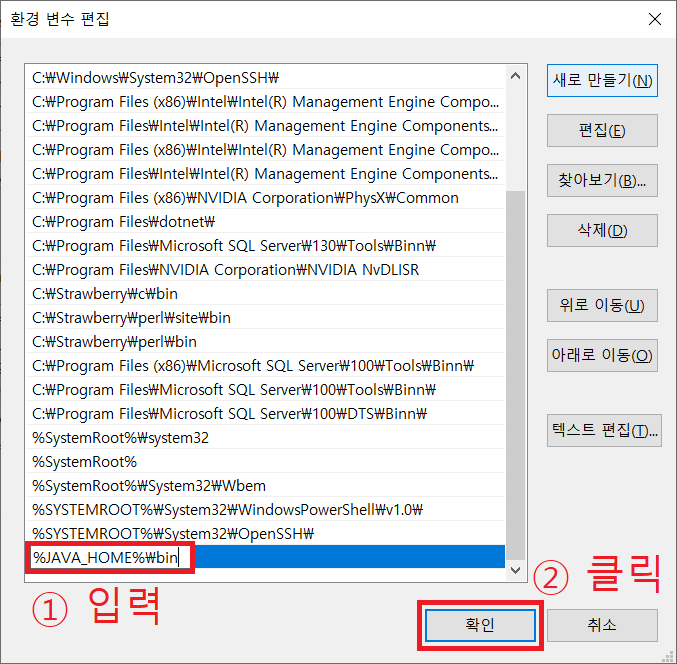 환경 변수 편집
C:₩Windows₩System32₩OpenSSH₩
C:₩Program Files (x86)₩Intel₩Intel(R) Management Engine Compo...
C:₩Program Files₩Intel₩Intel(R) Management Engine Components...
C:₩Program Files (x86)₩Intel₩Intel(R) Management Engine Compo...
C:₩Program Files₩Intel₩Intel(R) Management Engine Components...
C:₩Program Files (x86)₩NVIDIA Corporation₩PhysX₩Common
C:₩Program Files₩dotnet₩
C:₩Program Files₩Microsoft SQL Server₩130₩Tools₩Binn₩
C:₩Program Files₩NVIDIA Corporation₩NVIDIA NvDLISR
C:₩Strawberry₩c₩bin
C:₩Strawberry₩perl₩site₩bin
C:₩Strawberry₩perl₩bin
C:₩Program Files (x86)₩Microsoft SQL Server₩100₩Tools₩Binn₩
C:₩Program Files₩Microsoft SQL Server₩100₩Tools₩Binn₩
C:₩Program Files₩Microsoft SQL Server₩100₩DTS₩Binn₩
%SystemRoot%₩system32
%SystemRoot%
%SystemRoot%₩System32₩Wbem
%SYSTEMROOT%₩System32₩WindowsPowerShell₩v1.0₩
%SYSTEMROOT%₩System32₩OpenSSH₩
%JAVA_HOME%₩bin
① 입력
새로 만들기(N)
편집(E)
찾아보기(B)...
삭제(D)
위로 이동(U)
아래로 이동(O)
텍스트 편집(T)...
② 클릭
확인
취소